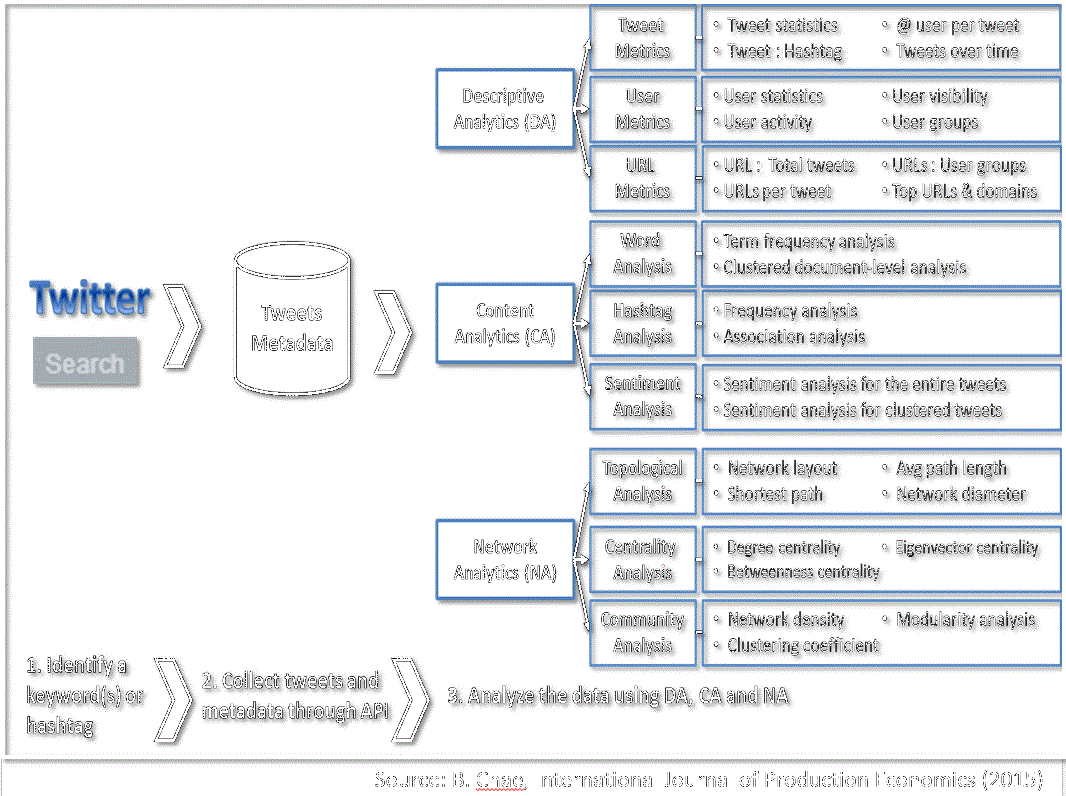 Tweet
Metrics
◦ Tweet statistics
◦ @ user per tweet
◦ Tweet : Hashtag
◦ Tweets over time
Descriptive
Analytics (DA)
User
Metrics
◦ User statistics
◦ User visibility
◦ User activity
◦ User groups
URL
Metrics
◦ URL : Total tweets
◦ URLs : User groups
◦ URLs per tweet
◦ Top URLs & domains
Twitter
Search
Tweets
Metadata
Content
Analytics (CA)
Word
Analysis
◦ Term frequency analysis
◦ Clustered document-level analysis
Hashtag
Analysis
◦ Frequency analysis
◦ Association analysis
Sentiment
Analysis
◦ Sentiment analysis for the entire tweets
◦ Sentiment analysis for clustered tweets
Network
Analytics (NA)
Topological
Analysis
◦ Network layout
◦ Avg path length
◦ Shortest path
◦ Network diameter
Centrality
Analysis
◦ Degree centrality
◦ Eigenvector centrality
◦ Betweenness centrality
Community
Analysis
◦ Network density
◦ Modularity analysis
◦ Clustering coefficient
1. Identify a
keyword(s) or
hashtag
2. Collect tweets and
metadata through API
3. Analyze the data using DA, CA and NA
Source: B. Chae, International Journal of Production Economics (2015)